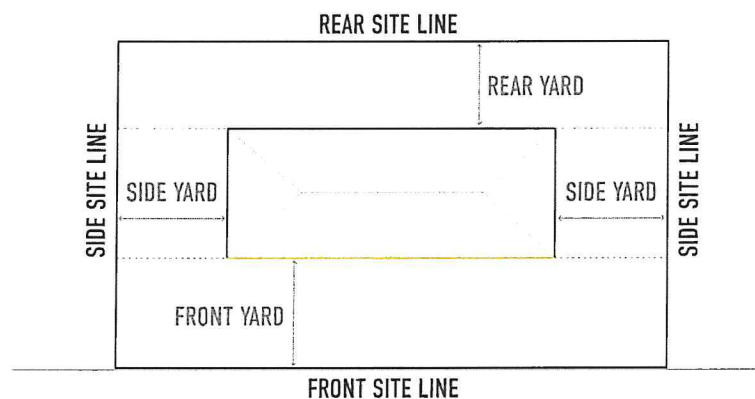 REAR SITE LINE
REAR YARD
SIDE SITE LINE
SIDE YARD
SIDE YARD
SIDE SITE LINE
FRONT YARD
FRONT SITE LINE